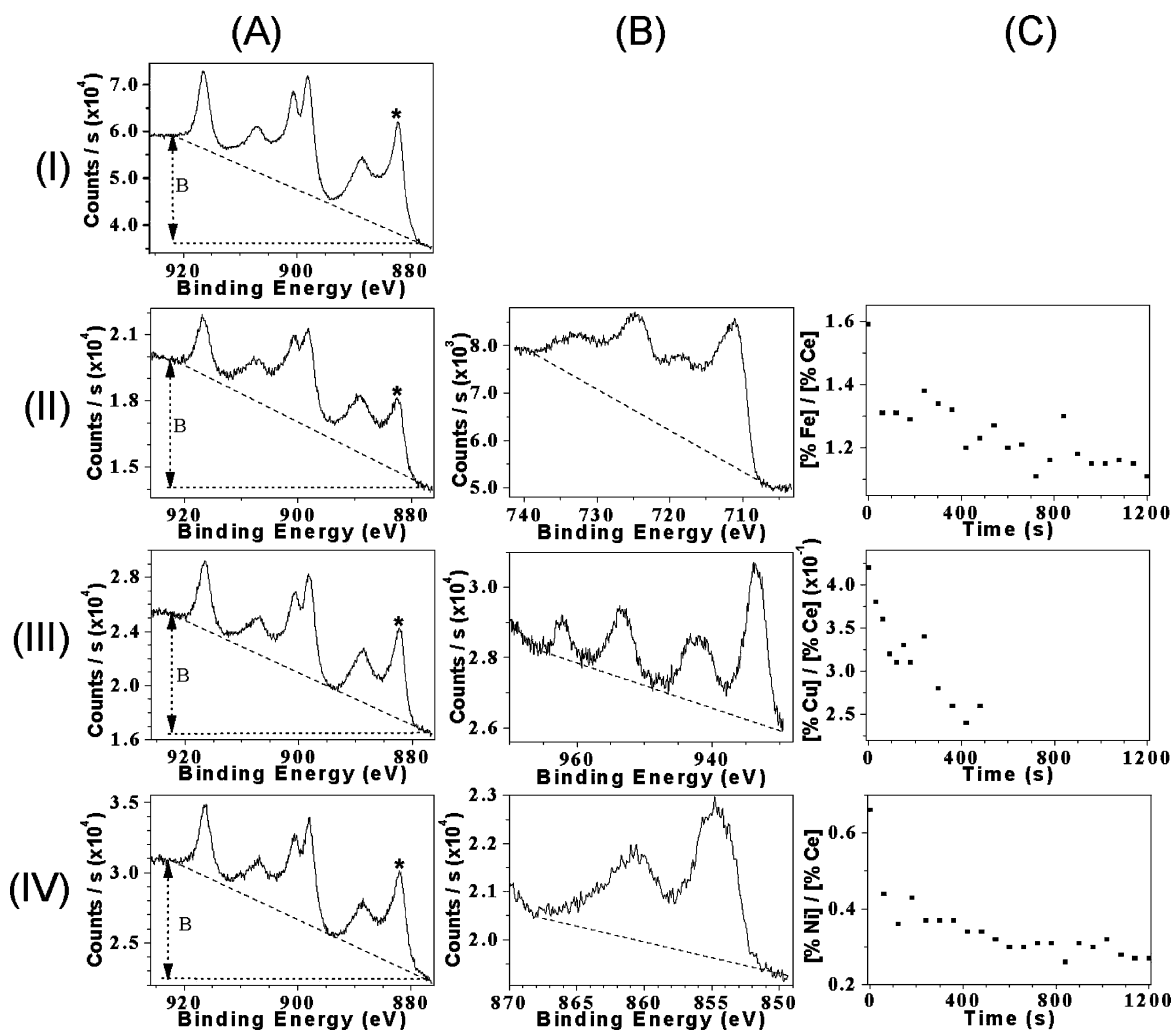 (A) (B) (C)
(I)
Counts / s (x10⁴)
7.0
6.0
5.0
4.0
*
B
920 900 880
Binding Energy (eV)
(II)
Counts / s (x10⁴)
2.1
1.8
1.5
*
B
920 900 880
Binding Energy (eV)
Counts / s (x10³)
8.0
7.0
6.0
5.0
740 730 720 710
Binding Energy (eV)
[% Fe] / [% Ce]
1.6
1.4
1.2
0 400 800 1200
Time (s)
(III)
Counts / s (x10⁴)
2.8
2.4
2.0
1.6
*
B
920 900 880
Binding Energy (eV)
Counts / s (x10⁴)
3.0
2.8
2.6
960 940
Binding Energy (eV)
[% Cu] / [% Ce] (x10⁻¹)
4.0
3.5
3.0
2.5
0 400 800 1200
Time (s)
(IV)
Counts / s (x10⁴)
3.5
3.0
2.5
*
B
920 900 880
Binding Energy (eV)
Counts / s (x10⁴)
2.3
2.2
2.1
2.0
870 865 860 855 850
Binding Energy (eV)
[% Ni] / [% Ce]
0.6
0.4
0.2
0 400 800 1200
Time (s)